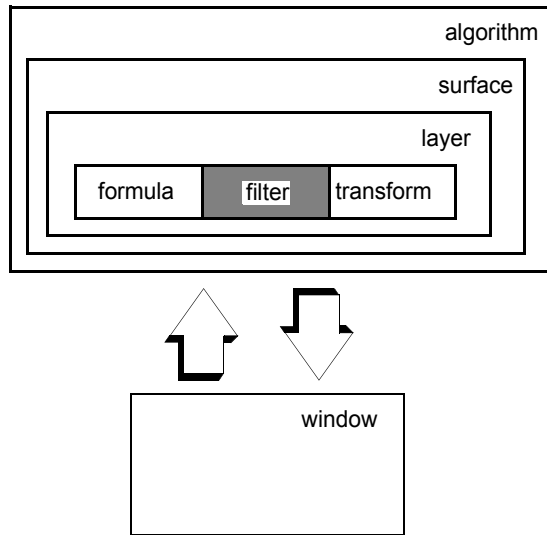 algorithm
surface
layer
formula filter transform
window